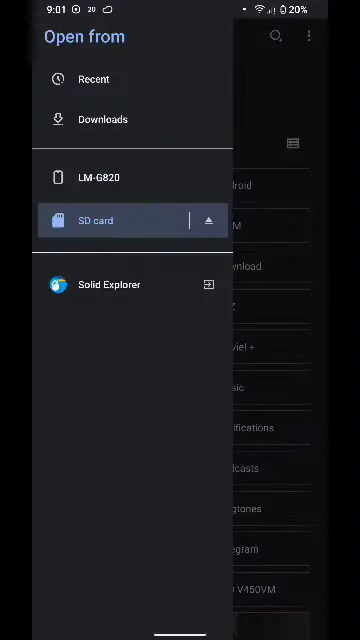 9:01 20 20%
Open from
Recent
Downloads
LM-G820
SD card
Solid Explorer
droid
M
wnload
viel +
sic
ifications
dcasts
gtones
egram
V450VM